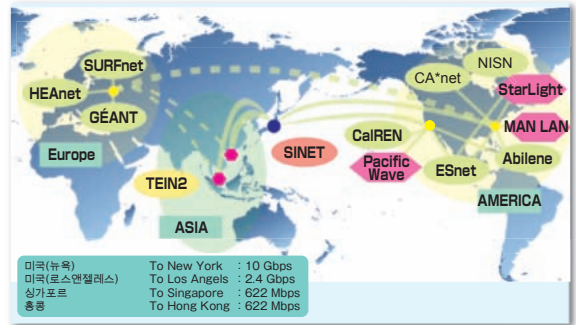 SURFnet
HEAnet
GÉANT
Europe
TEIN2
ASIA
SINET
NISN
CA*net
StarLight
CalREN
MAN LAN
Pacific
Wave
Abilene
ESnet
AMERICA
미국(뉴욕) To New York : 10 Gbps
미국(로스앤젤레스) To Los Angels : 2.4 Gbps
싱가포르 To Singapore : 622 Mbps
홍콩 To Hong Kong : 622 Mbps